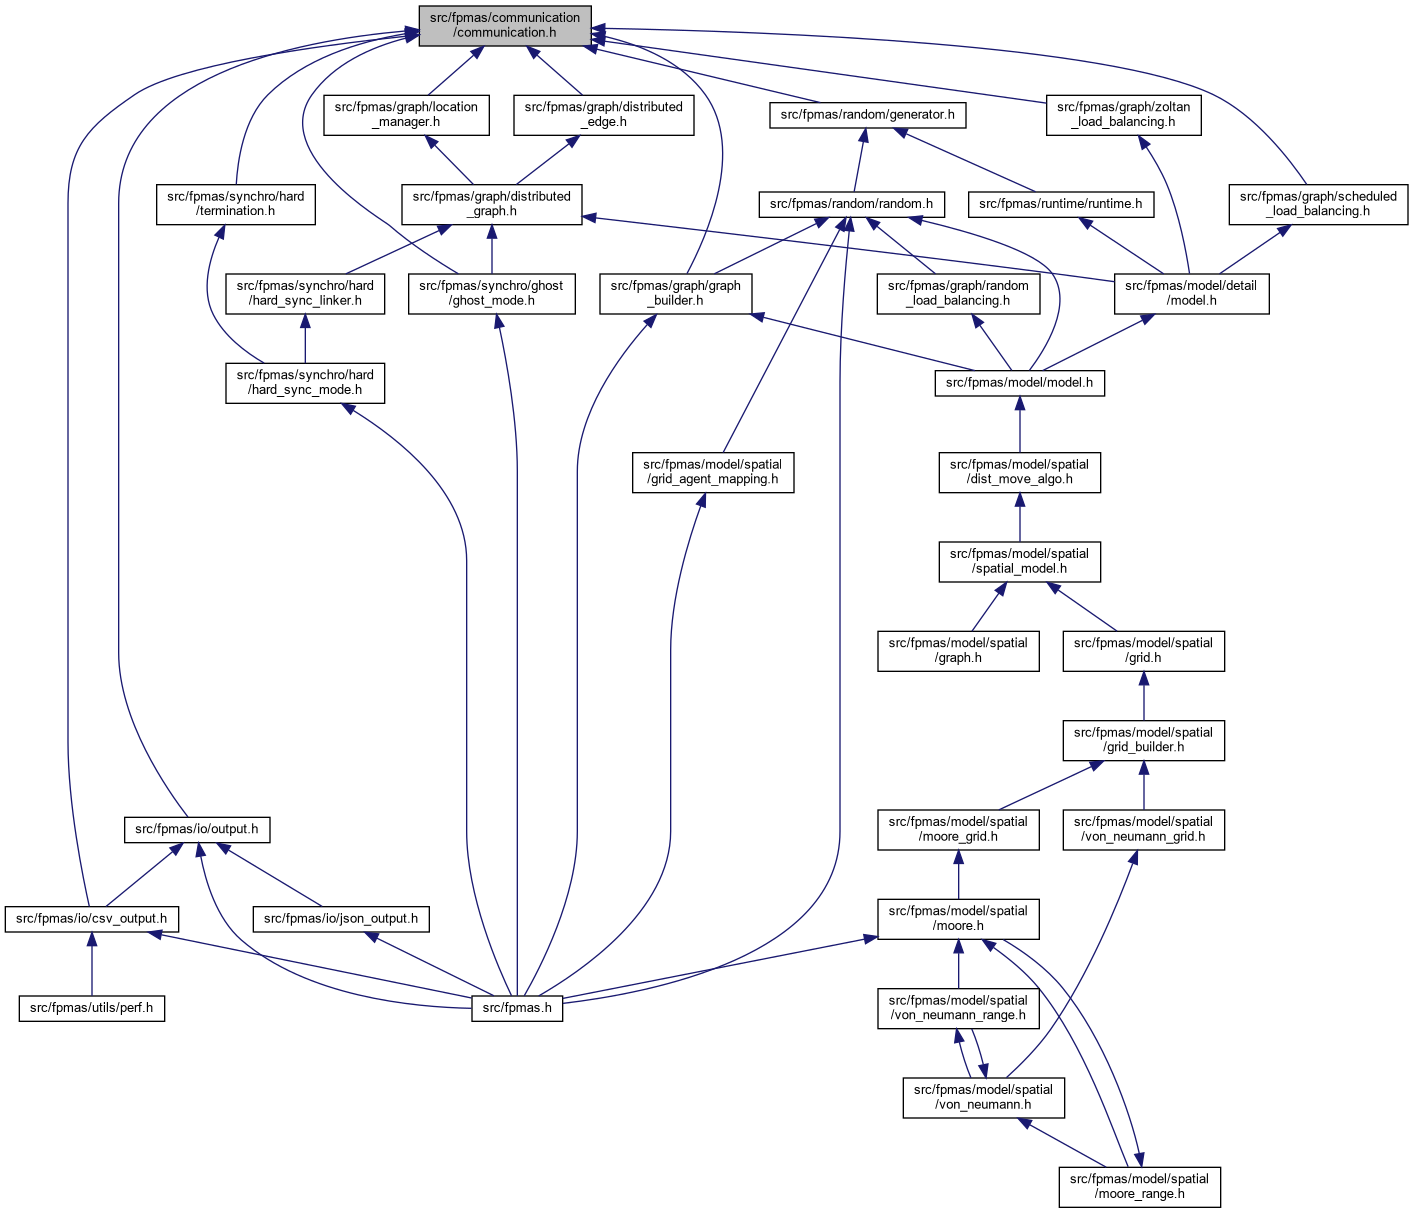 src/fpmas/communication
/communication.h
src/fpmas/graph/location
_manager.h
src/fpmas/graph/distributed
_edge.h
src/fpmas/random/generator.h
src/fpmas/graph/zoltan
_load_balancing.h
src/fpmas/synchro/hard
/termination.h
src/fpmas/graph/distributed
_graph.h
src/fpmas/random/random.h
src/fpmas/runtime/runtime.h
src/fpmas/graph/scheduled
_load_balancing.h
src/fpmas/synchro/hard
/hard_sync_linker.h
src/fpmas/synchro/ghost
/ghost_mode.h
src/fpmas/graph/graph
_builder.h
src/fpmas/graph/random
_load_balancing.h
src/fpmas/model/detail
/model.h
src/fpmas/synchro/hard
/hard_sync_mode.h
src/fpmas/model/model.h
src/fpmas/model/spatial
/grid_agent_mapping.h
src/fpmas/model/spatial
/dist_move_algo.h
src/fpmas/model/spatial
/spatial_model.h
src/fpmas/model/spatial
/graph.h
src/fpmas/model/spatial
/grid.h
src/fpmas/model/spatial
/grid_builder.h
src/fpmas/io/output.h
src/fpmas/model/spatial
/moore_grid.h
src/fpmas/model/spatial
/von_neumann_grid.h
src/fpmas/io/csv_output.h
src/fpmas/io/json_output.h
src/fpmas/model/spatial
/moore.h
src/fpmas/utils/perf.h
src/fpmas.h
src/fpmas/model/spatial
/von_neumann_range.h
src/fpmas/model/spatial
/von_neumann.h
src/fpmas/model/spatial
/moore_range.h